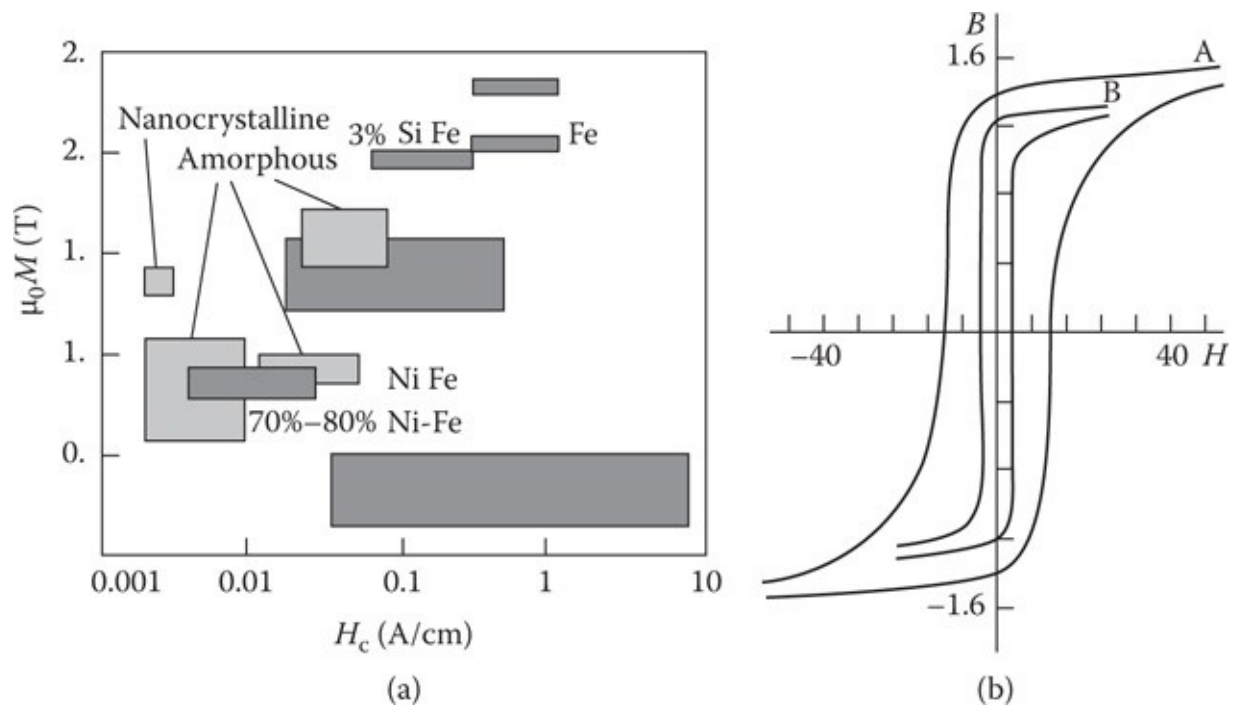 2.
2.
1.
1.
0.
μ₀M (T)
Nanocrystalline
Amorphous
3% Si Fe
Fe
Ni Fe
70%–80% Ni-Fe
0.001 0.01 0.1 1 10
H_c (A/cm)
(a)
B
1.6
A
B
−40
40 H
−1.6
(b)